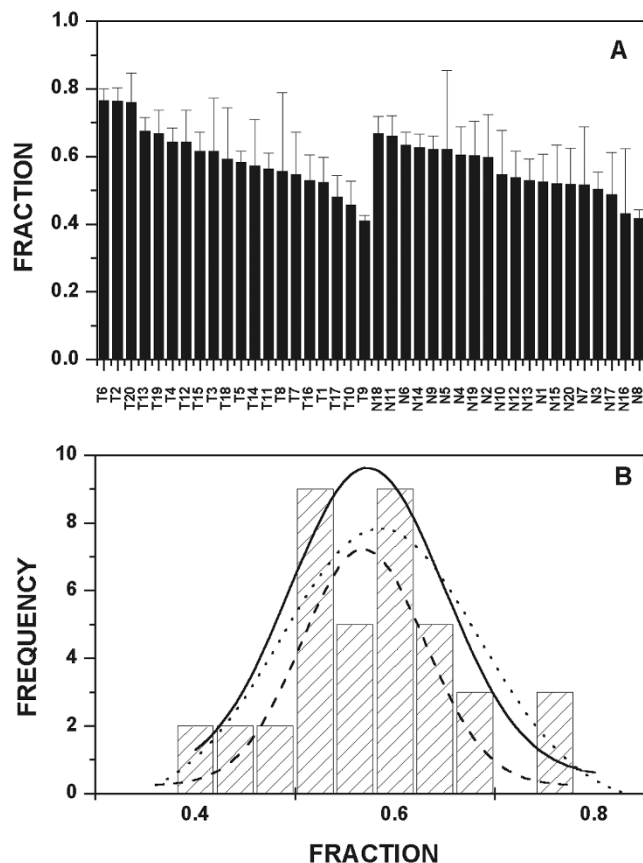 A
1.0
0.8
0.6
0.4
0.2
0.0
FRACTION
T6 T2 T20 T13 T19 T4 T12 T15 T3 T18 T5 T14 T11 T8 T7 T16 T1 T17 T10 T9 N18 N11 N6 N14 N9 N5 N4 N19 N2 N10 N12 N13 N1 N15 N20 N7 N3 N17 N16 N8
B
10
8
6
4
2
0
FREQUENCY
0.4 0.6 0.8
FRACTION